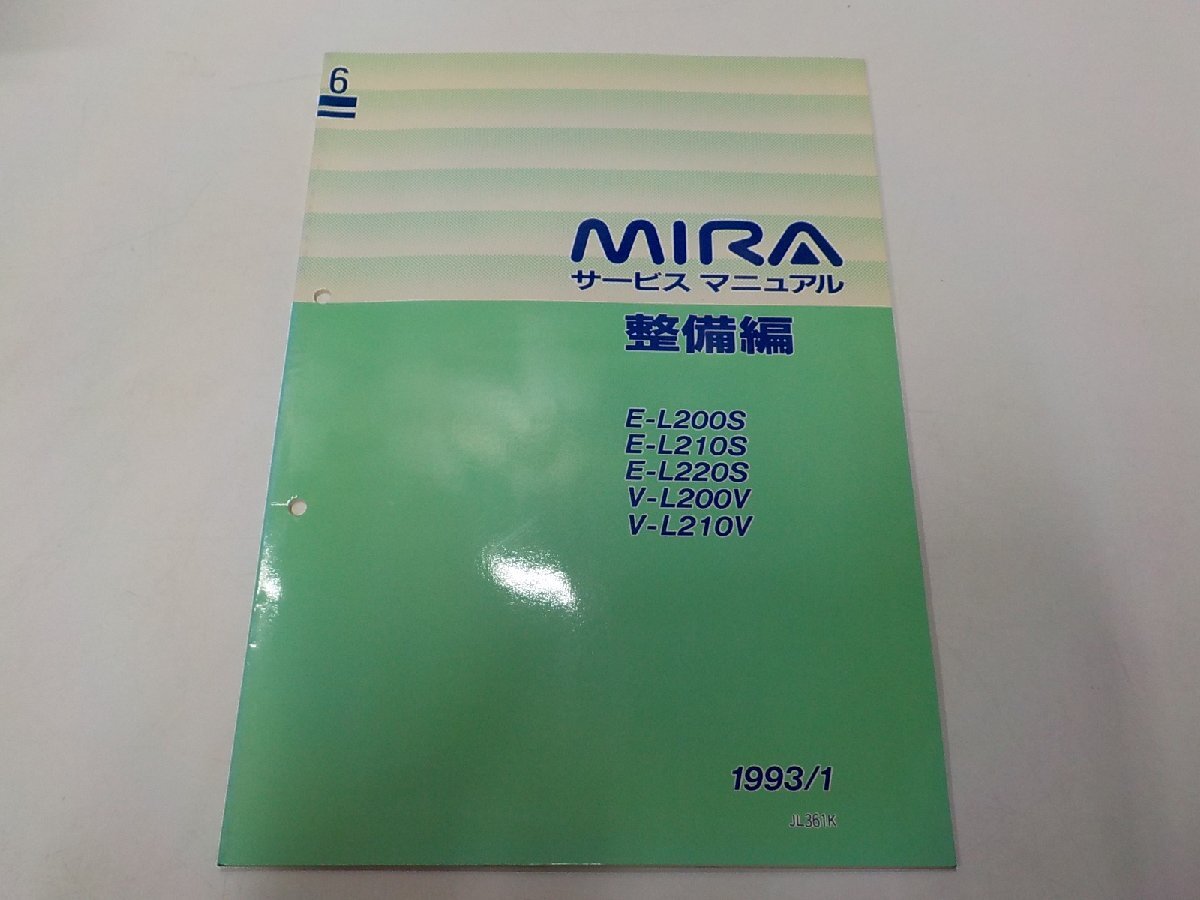 6
MIRA
サービス マニュアル
整備編
E-L200S
E-L210S
E-L220S
V-L200V
V-L210V
1993/1
JL361K